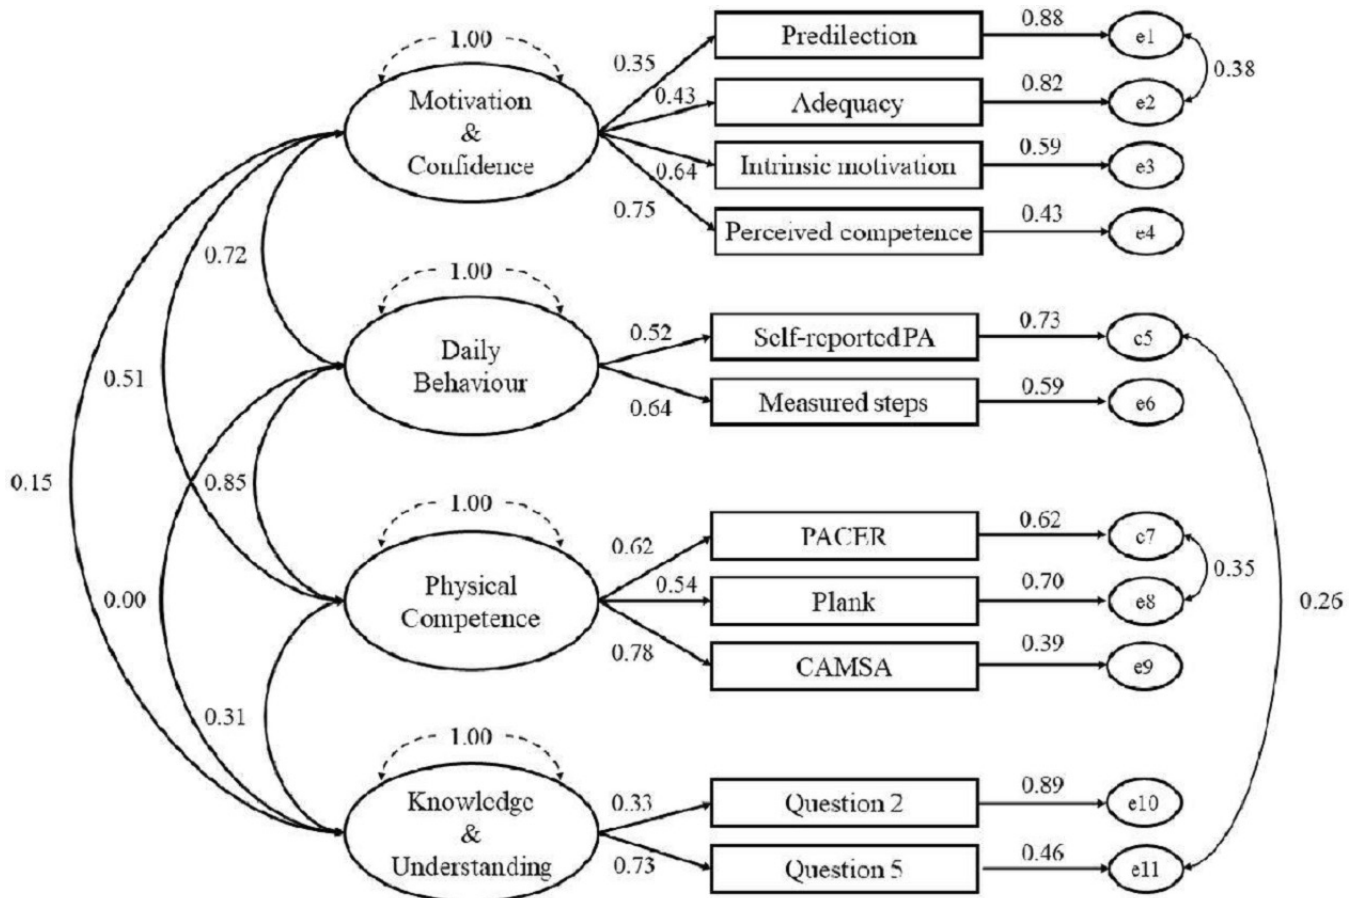 1.00
Motivation
&
Confidence
0.35
0.43
0.64
0.75
Predilection
Adequacy
Intrinsic motivation
Perceived competence
0.88
0.82
0.59
0.43
e1
e2
e3
e4
0.38
0.72
1.00
Daily
Behaviour
0.52
0.64
Self-reported PA
Measured steps
0.73
0.59
e5
e6
0.51
0.15
0.85
0.00
1.00
Physical
Competence
0.62
0.54
0.78
PACER
Plank
CAMSA
0.62
0.70
0.39
e7
e8
e9
0.35
0.26
0.31
1.00
Knowledge
&
Understanding
0.33
0.73
Question 2
Question 5
0.89
0.46
e10
e11